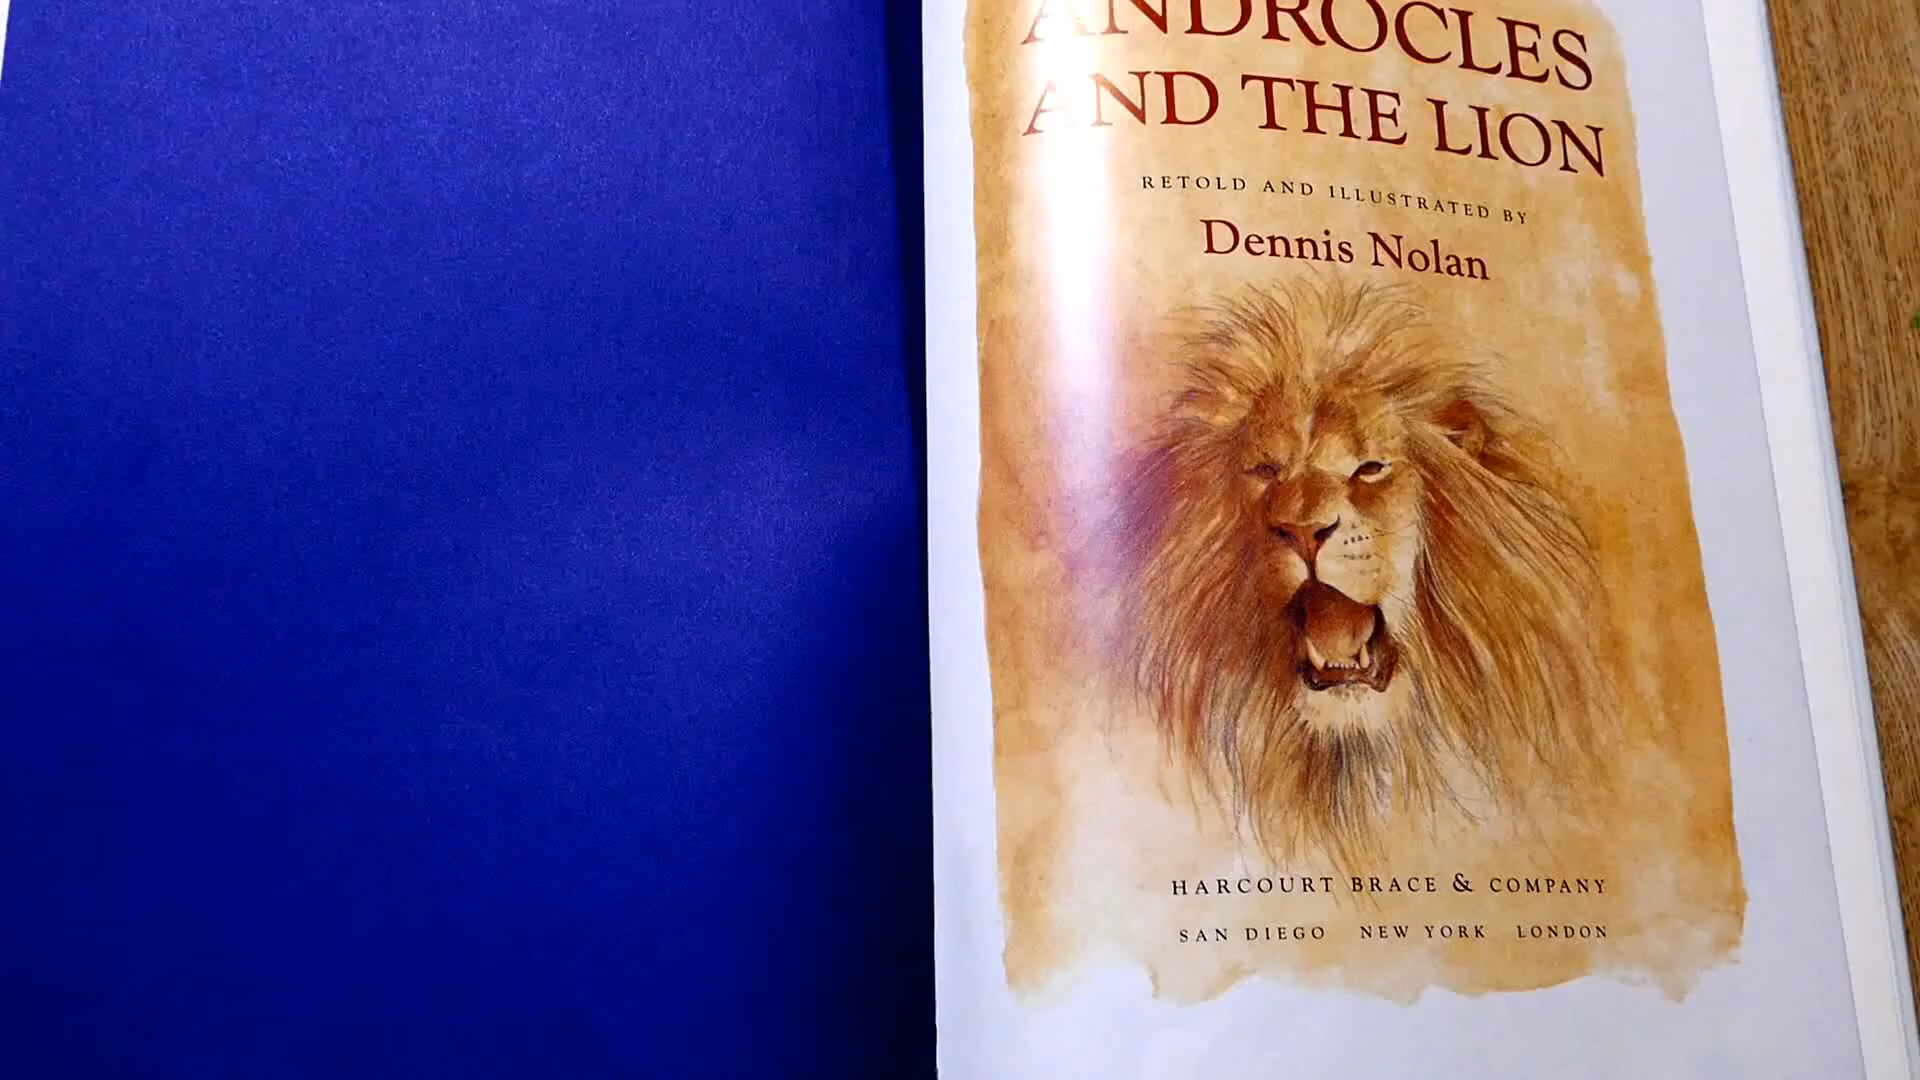 ANDROCLES
AND THE LION
RETOLD AND ILLUSTRATED BY
Dennis Nolan
HARCOURT BRACE & COMPANY
SAN DIEGO NEW YORK LONDON